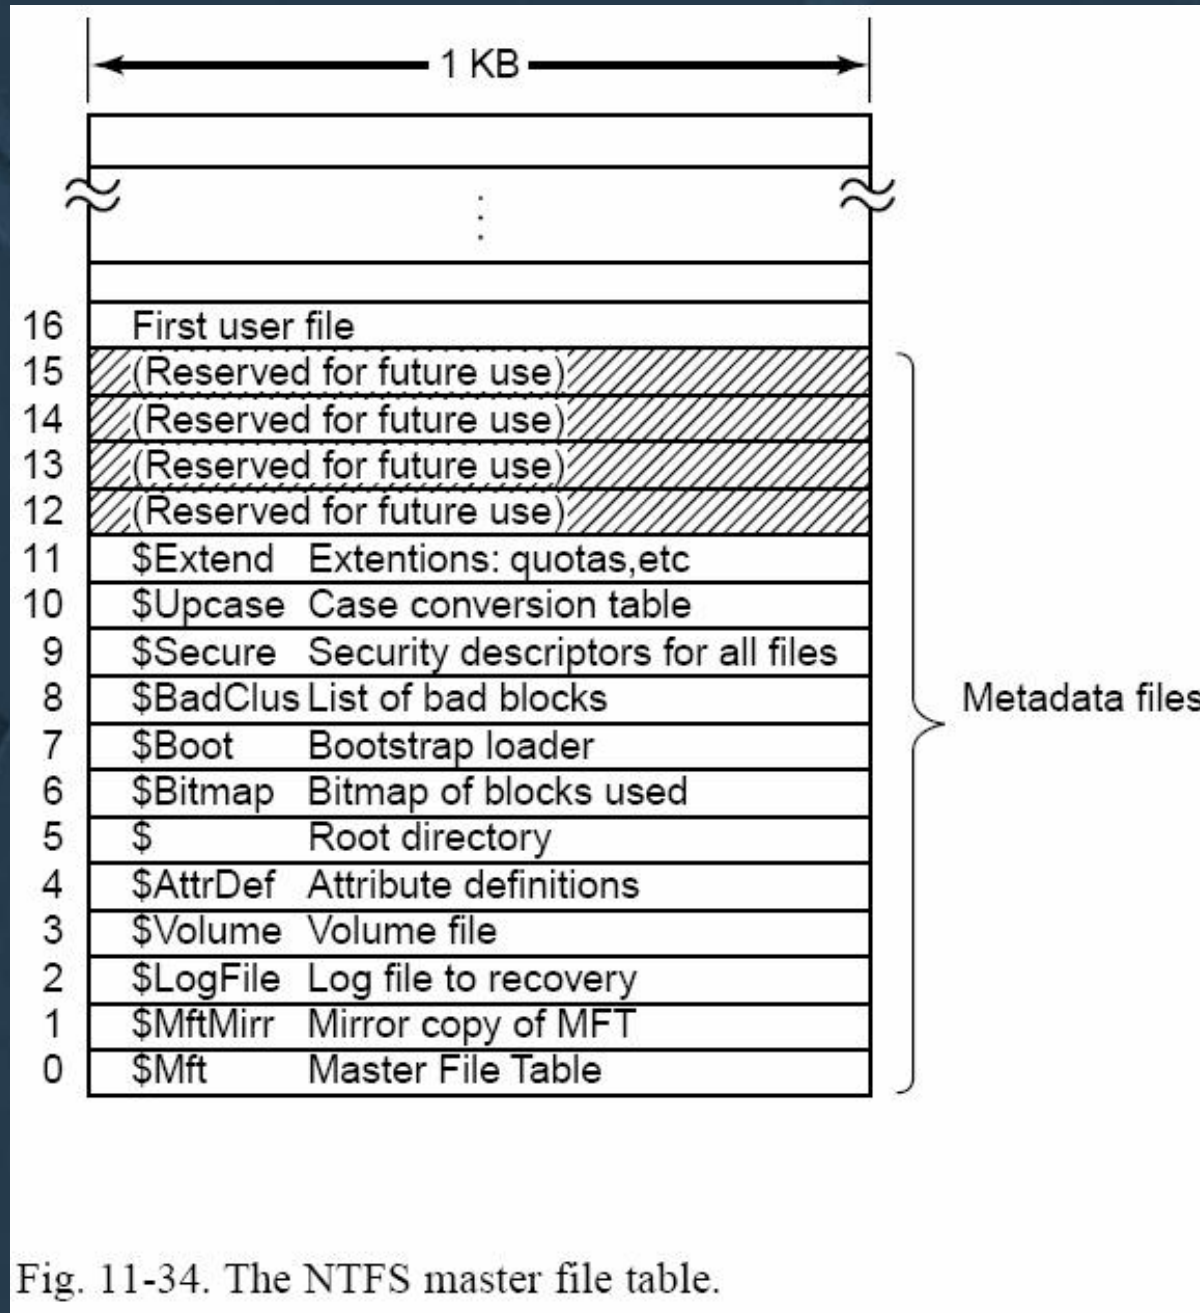 1 KB
16 First user file
15 (Reserved for future use)
14 (Reserved for future use)
13 (Reserved for future use)
12 (Reserved for future use)
11 $Extend Extentions: quotas,etc
10 $Upcase Case conversion table
9 $Secure Security descriptors for all files
8 $BadClus List of bad blocks
Metadata files
7 $Boot Bootstrap loader
6 $Bitmap Bitmap of blocks used
5 $ Root directory
4 $AttrDef Attribute definitions
3 $Volume Volume file
2 $LogFile Log file to recovery
1 $MftMirr Mirror copy of MFT
0 $Mft Master File Table
Fig. 11-34. The NTFS master file table.